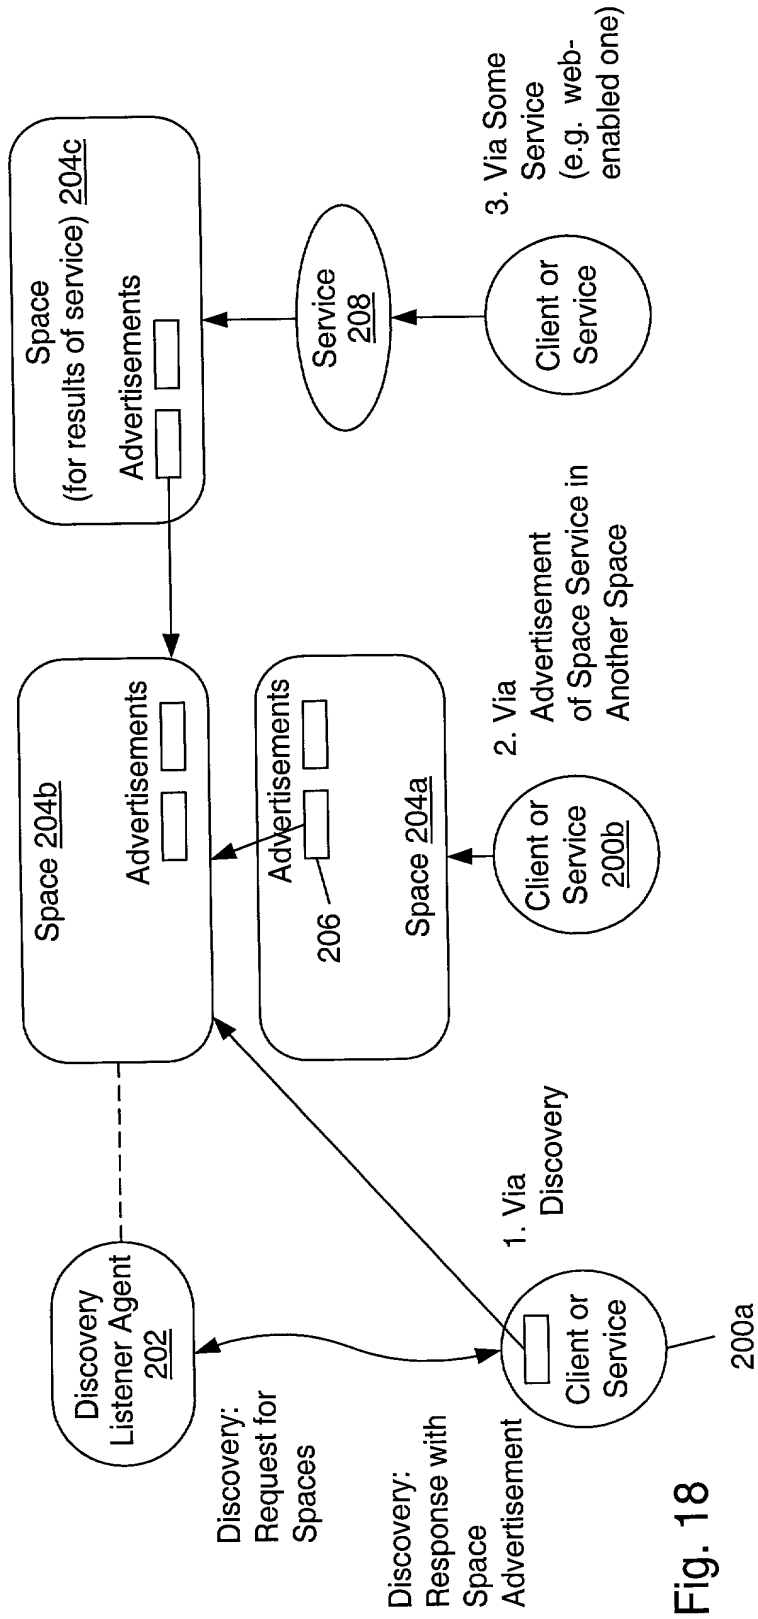 Discovery
Listener Agent
202
Discovery:
Request for
Spaces
Discovery:
Response with
Space
Advertisement
Client or
Service
200a
1. Via
Discovery
Space 204b
Advertisements
Advertisements
206
Space 204a
Client or
Service
200b
2. Via
Advertisement
of Space Service in
Another Space
Space
(for results of service) 204c
Advertisements
Service
208
Client or
Service
3. Via Some
Service
(e.g. web-
enabled one)
Fig. 18